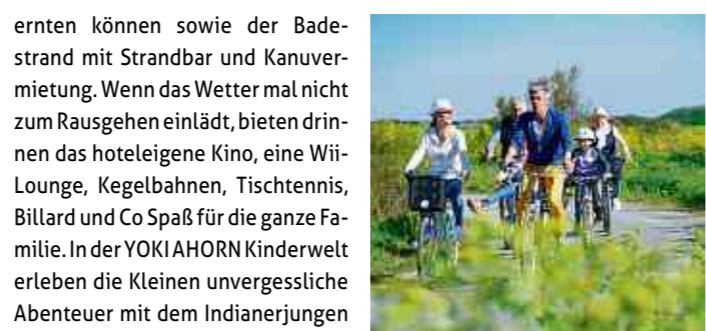 ernten können sowie der Bade-
strand mit Strandbar und Kanuver-
mietung. Wenn das Wetter mal nicht
zum Rausgehen einlädt, bieten drin-
nen das hoteleigene Kino, eine Wii-
Lounge, Kegelbahnen, Tischtennis,
Billard und Co Spaß für die ganze Fa-
milie. In der YOKI AHORN Kinderwelt
erleben die Kleinen unvergessliche
Abenteuer mit dem Indianerjungen